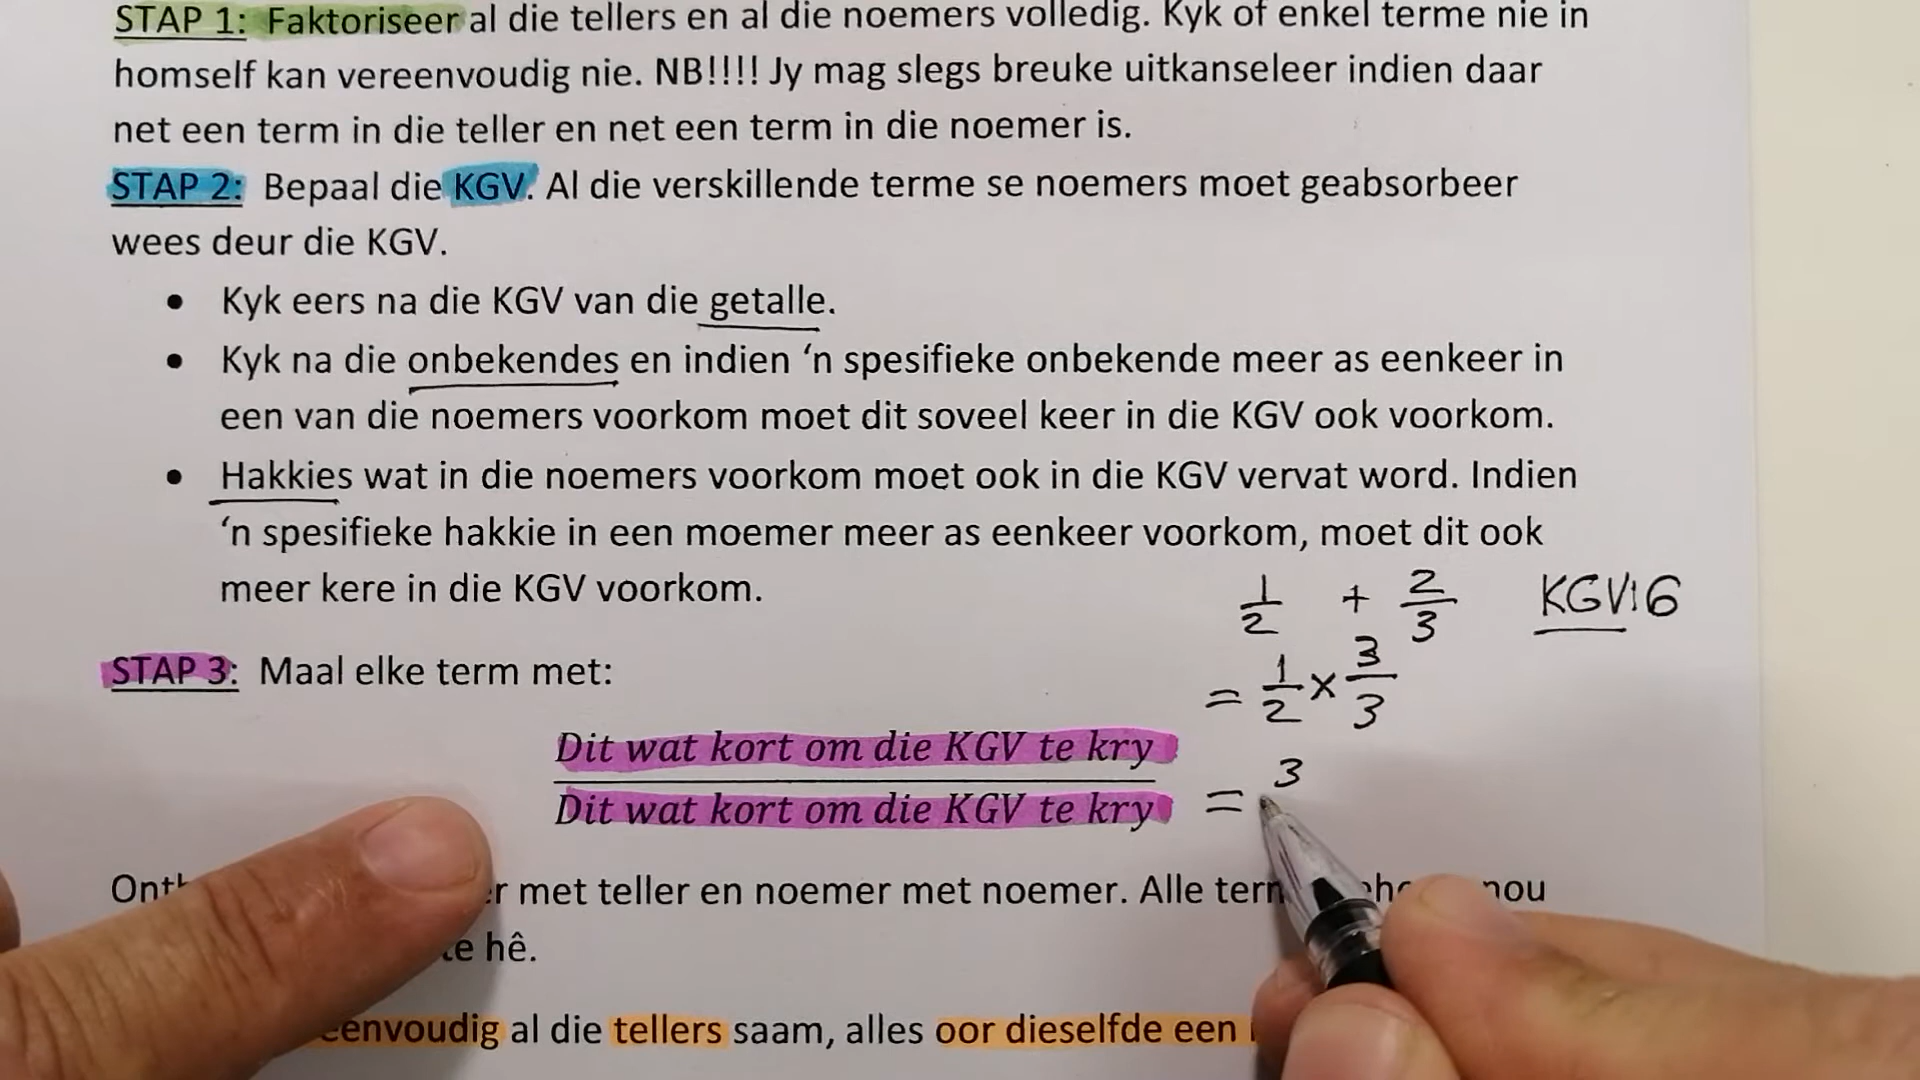 STAP 1: Faktoriseer al die tellers en al die noemers volledig. Kyk of enkel terme nie in
homself kan vereenvoudig nie. NB!!!! Jy mag slegs breuke uitkanseleer indien daar
net een term in die teller en net een term in die noemer is.
STAP 2: Bepaal die KGV. Al die verskillende terme se noemers moet geabsorbeer
wees deur die KGV.
• Kyk eers na die KGV van die getalle.
• Kyk na die onbekendes en indien ‘n spesifieke onbekende meer as eenkeer in
een van die noemers voorkom moet dit soveel keer in die KGV ook voorkom.
• Hakkies wat in die noemers voorkom moet ook in die KGV vervat word. Indien
‘n spesifieke hakkie in een moemer meer as eenkeer voorkom, moet dit ook
meer kere in die KGV voorkom.
1/2 + 2/3 KGV:6
= 1/2 × 3/3
= 3
STAP 3: Maal elke term met:
Dit wat kort om die KGV te kry
Dit wat kort om die KGV te kry
met teller en noemer met noemer. Alle nou
hê.
al die tellers saam, alles oor dieselfde een